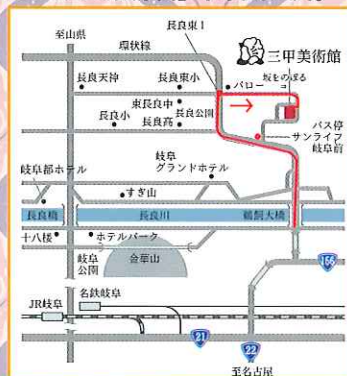 至山県
長良東Ⅰ
環状線
三甲美術館
坂をのぼる
長良天神
長良東小
バロー
東長良中
長良公園
長良小
長良高
バス停
サンライフ
岐阜前
岐阜
グランドホテル
岐阜都ホテル
すぎ山
長良橋
長良川
鵜飼大橋
十八楼
ホテルパーク
岐阜
公園
金華山
156
JR岐阜
名鉄岐阜
21
22
至名古屋